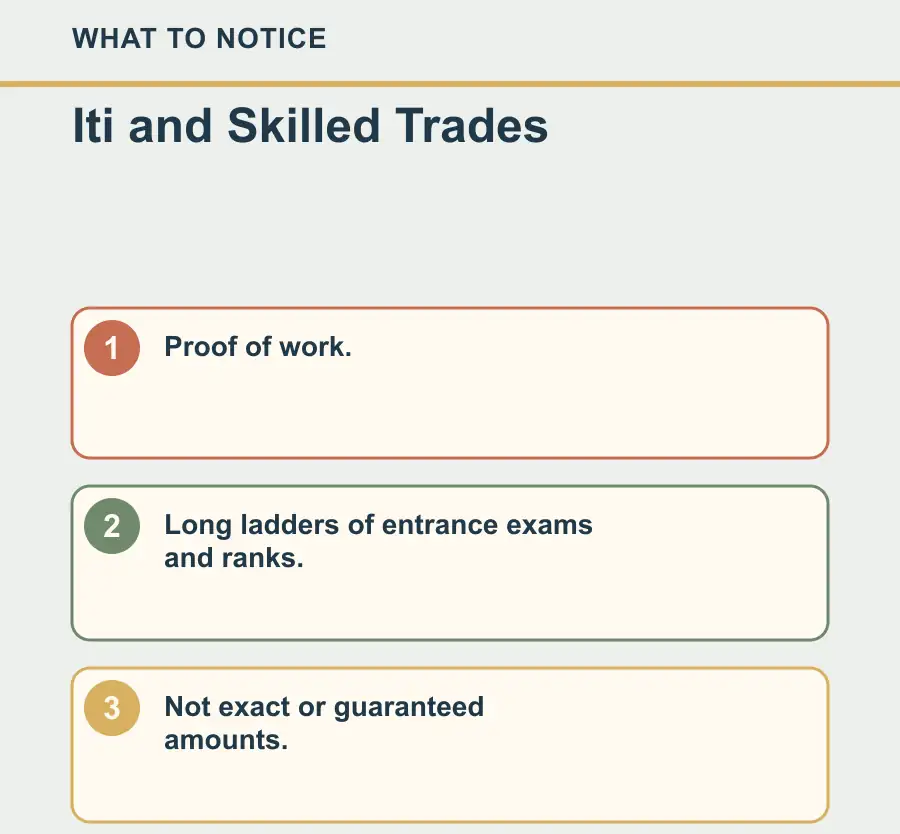 WHAT TO NOTICE
Iti and Skilled Trades
1
Proof of work.
2
Long ladders of entrance exams
and ranks.
3
Not exact or guaranteed
amounts.